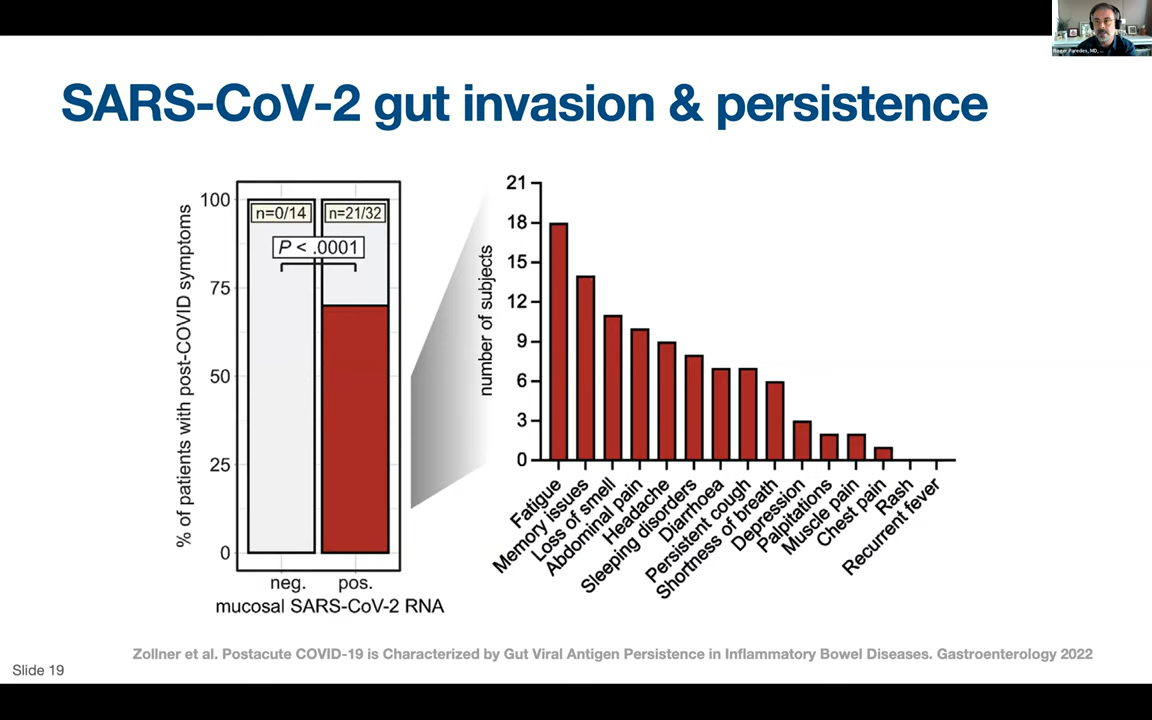 Roger Paredes, MD, ...
SARS-CoV-2 gut invasion & persistence
% of patients with post-COVID symptoms
100
75
50
25
0
n=0/14
n=21/32
P < .0001
neg.
pos.
mucosal SARS-CoV-2 RNA
number of subjects
21
18
15
12
9
6
3
0
Fatigue
Memory issues
Loss of smell
Abdominal pain
Headache
Sleeping disorders
Diarrhoea
Persistent cough
Shortness of breath
Depression
Palpitations
Muscle pain
Chest pain
Rash
Recurrent fever
Zollner et al. Postacute COVID-19 is Characterized by Gut Viral Antigen Persistence in Inflammatory Bowel Diseases. Gastroenterology 2022
Slide 19